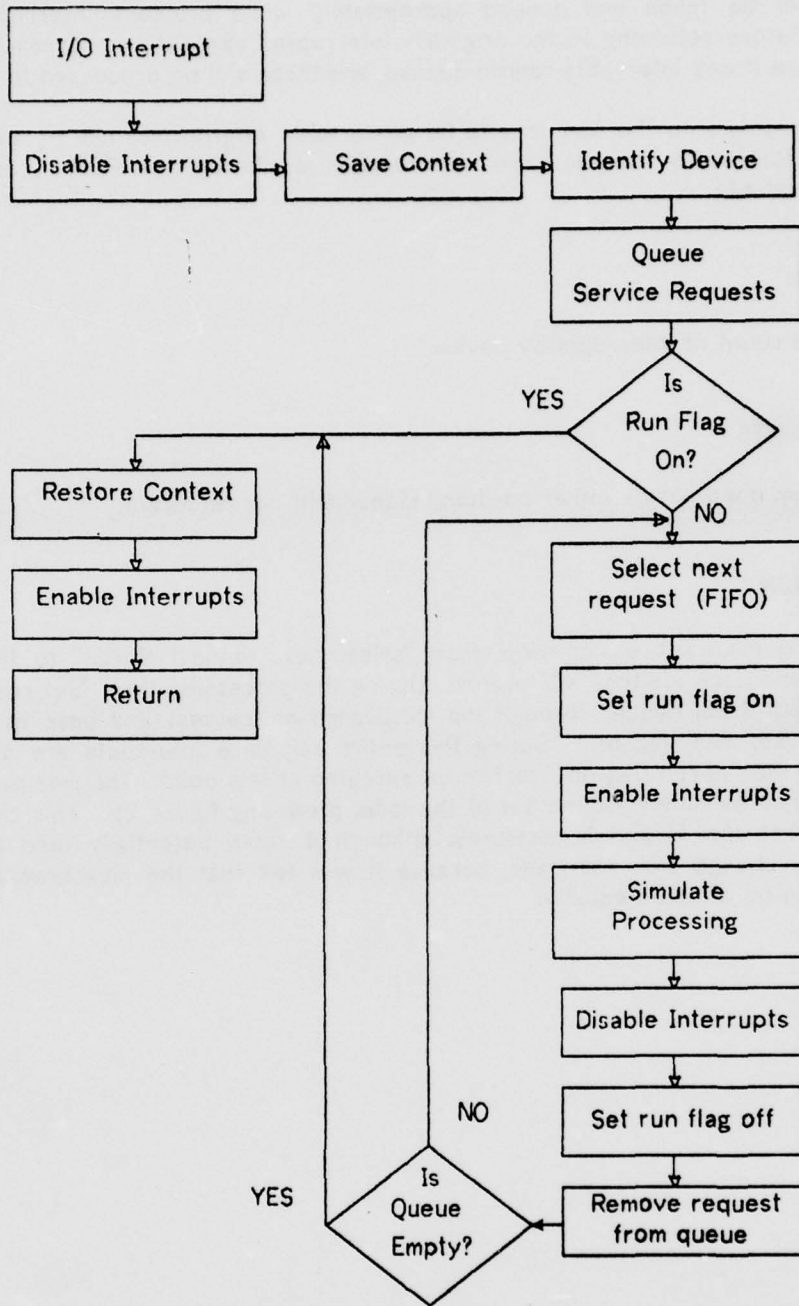 I/O Interrupt
Disable Interrupts
Save Context
Identify Device
Queue
Service Requests
Is
Run Flag
On?
YES
NO
Restore Context
Enable Interrupts
Return
Select next
request (FIFO)
Set run flag on
Enable Interrupts
Simulate
Processing
Disable Interrupts
Set run flag off
Remove request
from queue
Is
Queue
Empty?
NO
YES